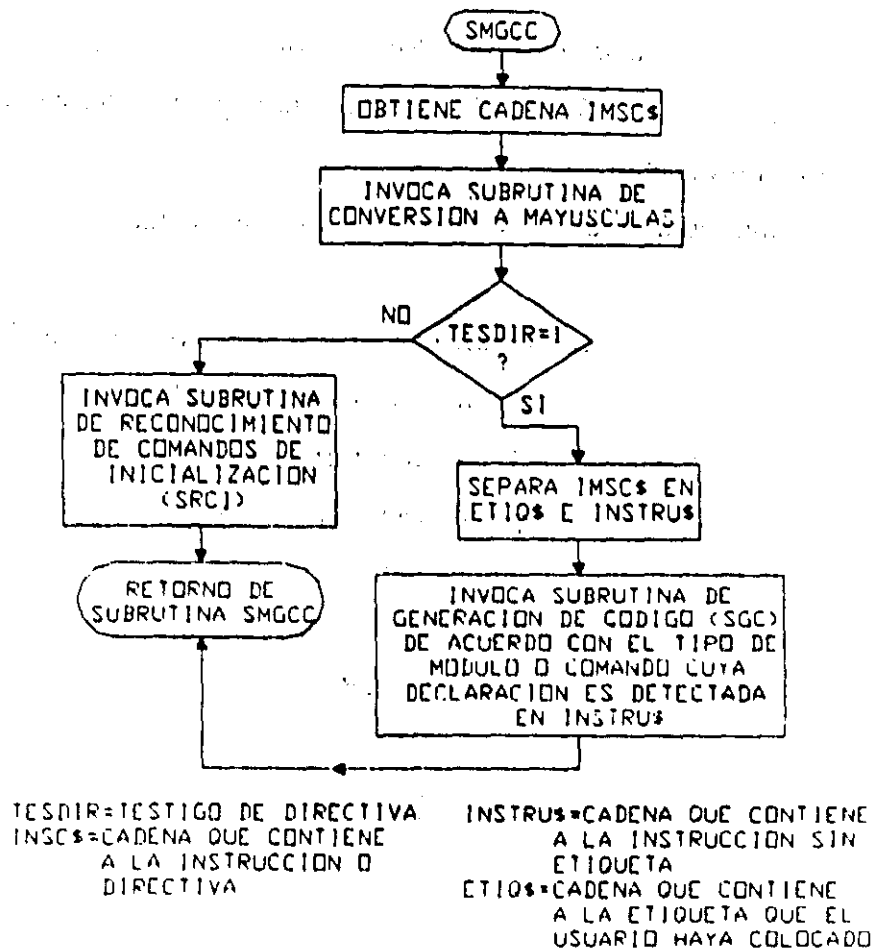 SMGCC
OBTIENE CADENA IMSC$
INVOCA SUBRUTINA DE
CONVERSION A MAYUSCULAS
TESDIR=1
?
NO
SI
INVOCA SUBRUTINA
DE RECONOCIMIENTO
DE COMANDOS DE
INICIALIZACION
(SRCI)
SEPARA IMSC$ EN
ETIQ$ E INSTRU$
RETORNO DE
SUBRUTINA SMGCC
INVOCA SUBRUTINA DE
GENERACION DE CODIGO (SGC)
DE ACUERDO CON EL TIPO DE
MODULO O COMANDO CUYA
DECLARACION ES DETECTADA
EN INSTRU$
TESDIR=TESTIGO DE DIRECTIVA
INSC$=CADENA QUE CONTIENE
A LA INSTRUCCION O
DIRECTIVA
INSTRU$=CADENA QUE CONTIENE
A LA INSTRUCCION SIN
ETIQUETA
ETIQ$=CADENA QUE CONTIENE
A LA ETIQUETA QUE EL
USUARIO HAYA COLOCADO